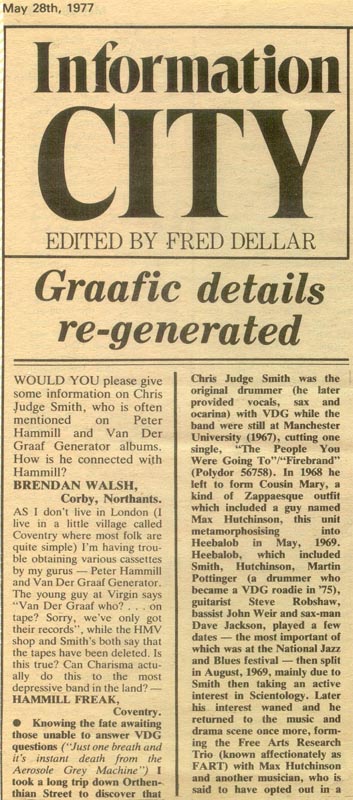 May 28th, 1977
Information
CITY
EDITED BY FRED DELLAR
Graafic details
re-generated
WOULD YOU please give
some information on Chris
Judge Smith, who is often
mentioned on Peter
Hammill and Van Der
Graaf Generator albums.
How is he connected with
Hammill?
BRENDAN WALSH,
Corby, Northants.
AS I don't live in London (I
live in a little village called
Coventry where most folk are
quite simple) I'm having trou-
ble obtaining various cassettes
by my gurus — Peter Hammill
and Van Der Graaf Generator.
The young guy at Virgin says
"Van Der Graaf who? . . . on
tape? Sorry, we've only got
their records", while the HMV
shop and Smith's both say that
the tapes have been deleted. Is
this true? Can Charisma actu-
ally do this to the most
depressive band in the land? —
HAMMILL FREAK,
Coventry.
● Knowing the fate awaiting
those unable to answer VDG
questions ("Just one breath and
it's instant death from the
Aerosole Grey Machine") I
took a long trip down Orthen-
thian Street to discover that
Chris Judge Smith was the
original drummer (he later
provided vocals, sax and
ocarina) with VDG while the
band were still at Manchester
University (1967), cutting one
single, "The People You
Were Going To"/"Firebrand"
(Polydor 56758). In 1968 he
left to form Cousin Mary, a
kind of Zappaesque outfit
which included a guy named
Max Hutchinson, this unit
metamorphosising into
Heebalob in May, 1969.
Heebalob, which included
Smith, Hutchinson, Martin
Pottinger (a drummer who
became a VDG roadie in '75),
guitarist Steve Robshaw,
bassist John Weir and sax-man
Dave Jackson, played a few
dates — the most important of
which was at the National Jazz
and Blues festival — then split
in August, 1969, mainly due to
Smith then taking an active
interest in Scientology. Later
his interest waned and he
returned to the music and
drama scene once more, form-
ing the Free Arts Research
Trio (known affectionately as
FART) with Max Hutchinson
and another musician, who is
said to have opted out in a